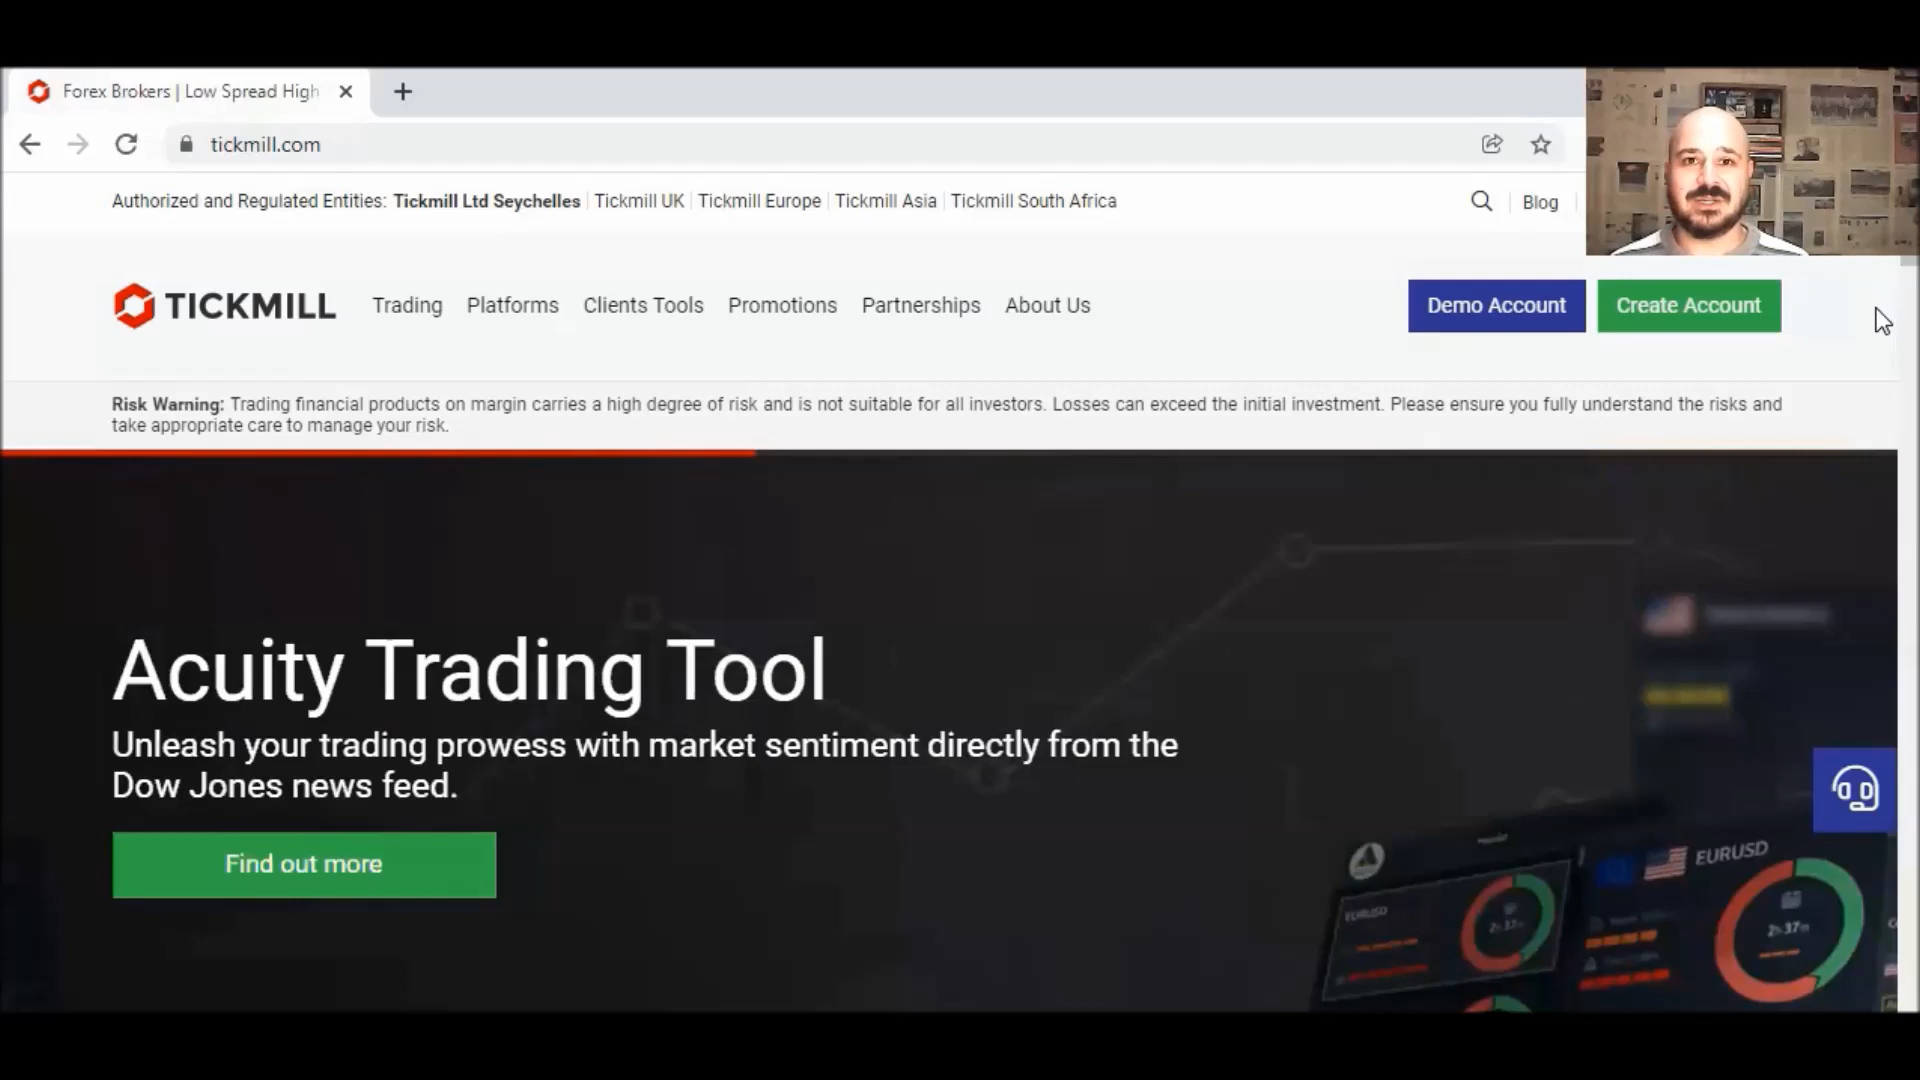 Forex Brokers | Low Spread High
tickmill.com
Authorized and Regulated Entities: Tickmill Ltd Seychelles Tickmill UK Tickmill Europe Tickmill Asia Tickmill South Africa
Blog
TICKMILL Trading Platforms Clients Tools Promotions Partnerships About Us Demo Account Create Account
Risk Warning: Trading financial products on margin carries a high degree of risk and is not suitable for all investors. Losses can exceed the initial investment. Please ensure you fully understand the risks and
take appropriate care to manage your risk.
Acuity Trading Tool
Unleash your trading prowess with market sentiment directly from the
Dow Jones news feed.
Find out more
EURUSD
EURUSD